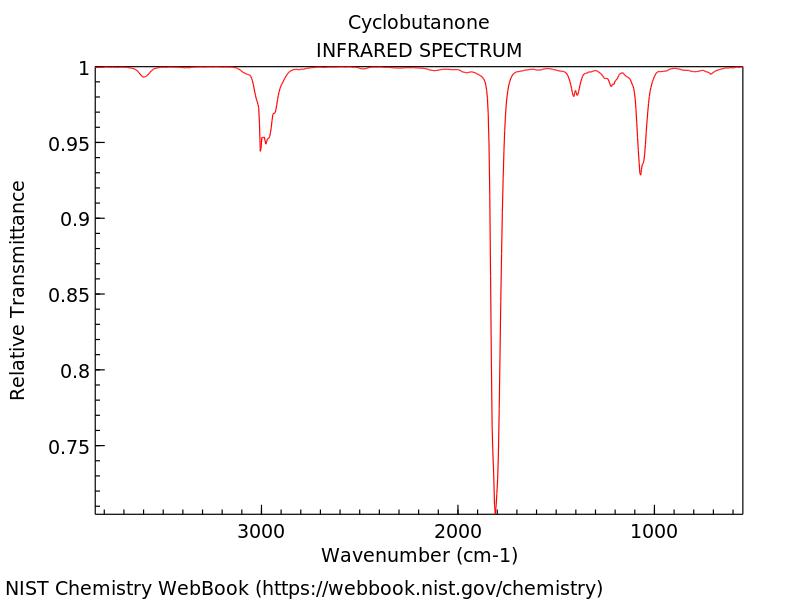 Cyclobutanone
INFRARED SPECTRUM
1
0.95
0.9
0.85
0.8
0.75
Relative Transmittance
3000 2000 1000
Wavenumber (cm-1)
NIST Chemistry WebBook (https://webbook.nist.gov/chemistry)